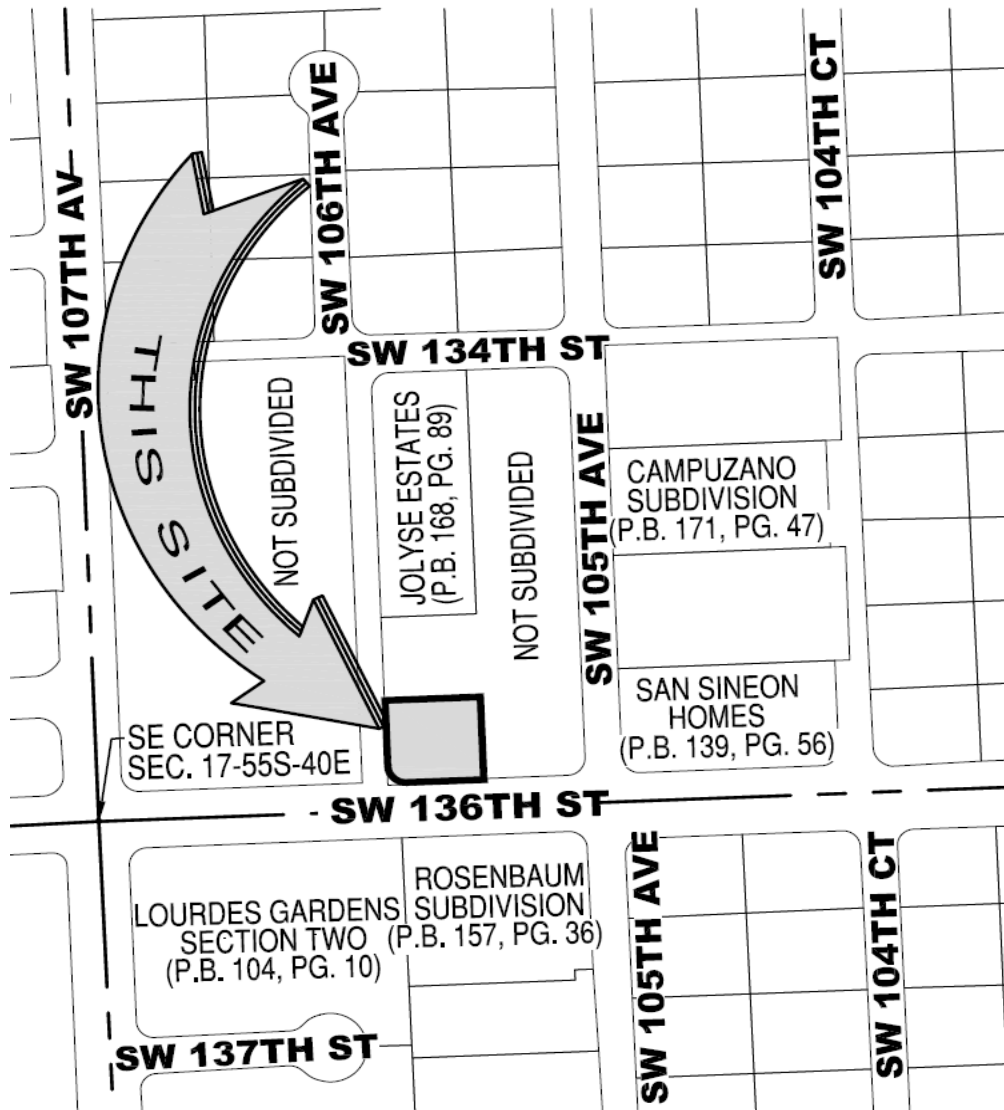 SW 107TH AV
SW 106TH AVE
SW 104TH CT
THIS SITE
SW 134TH ST
NOT SUBDIVIDED
JOLYSE ESTATES
(P.B. 168, PG. 89)
NOT SUBDIVIDED
SW 105TH AVE
CAMPUZANO
SUBDIVISION
(P.B. 171, PG. 47)
SAN SINEON
HOMES
(P.B. 139, PG. 56)
SE CORNER
SEC. 17-55S-40E
SW 136TH ST
LOURDES GARDENS
SECTION TWO
(P.B. 104, PG. 10)
ROSENBAUM
SUBDIVISION
(P.B. 157, PG. 36)
SW 105TH AVE
SW 104TH CT
SW 137TH ST